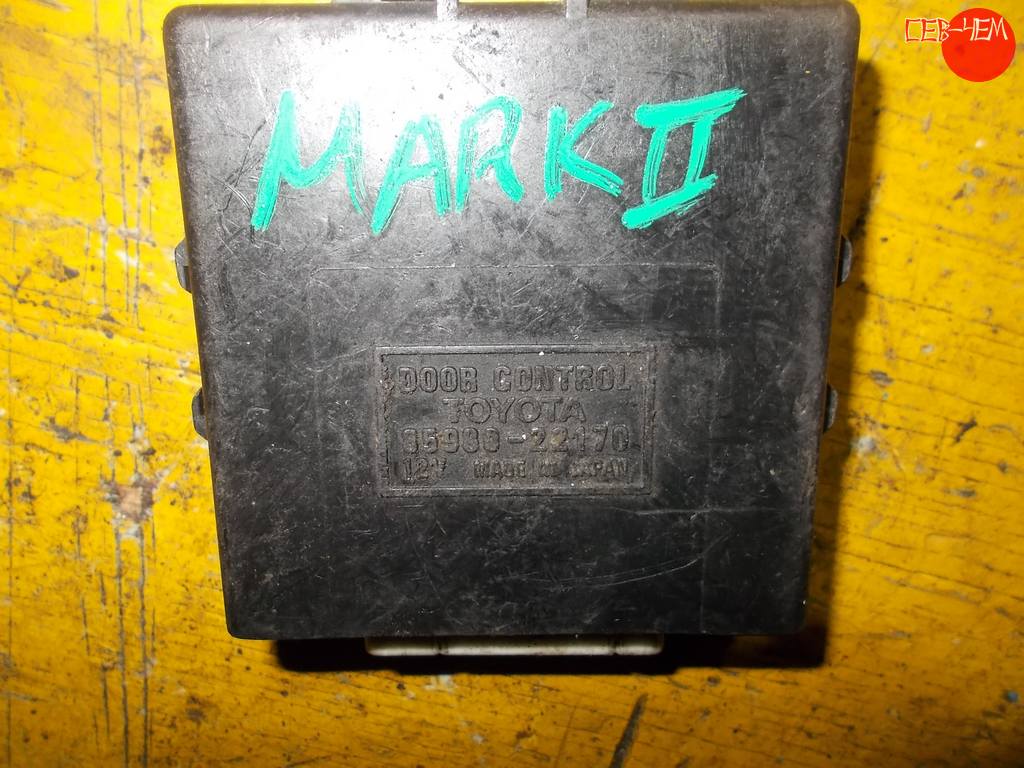 СЕВ-ЧЕМ
MARK II
DOOR CONTROL
TOYOTA
85980-22170
12V MADE IN JAPAN